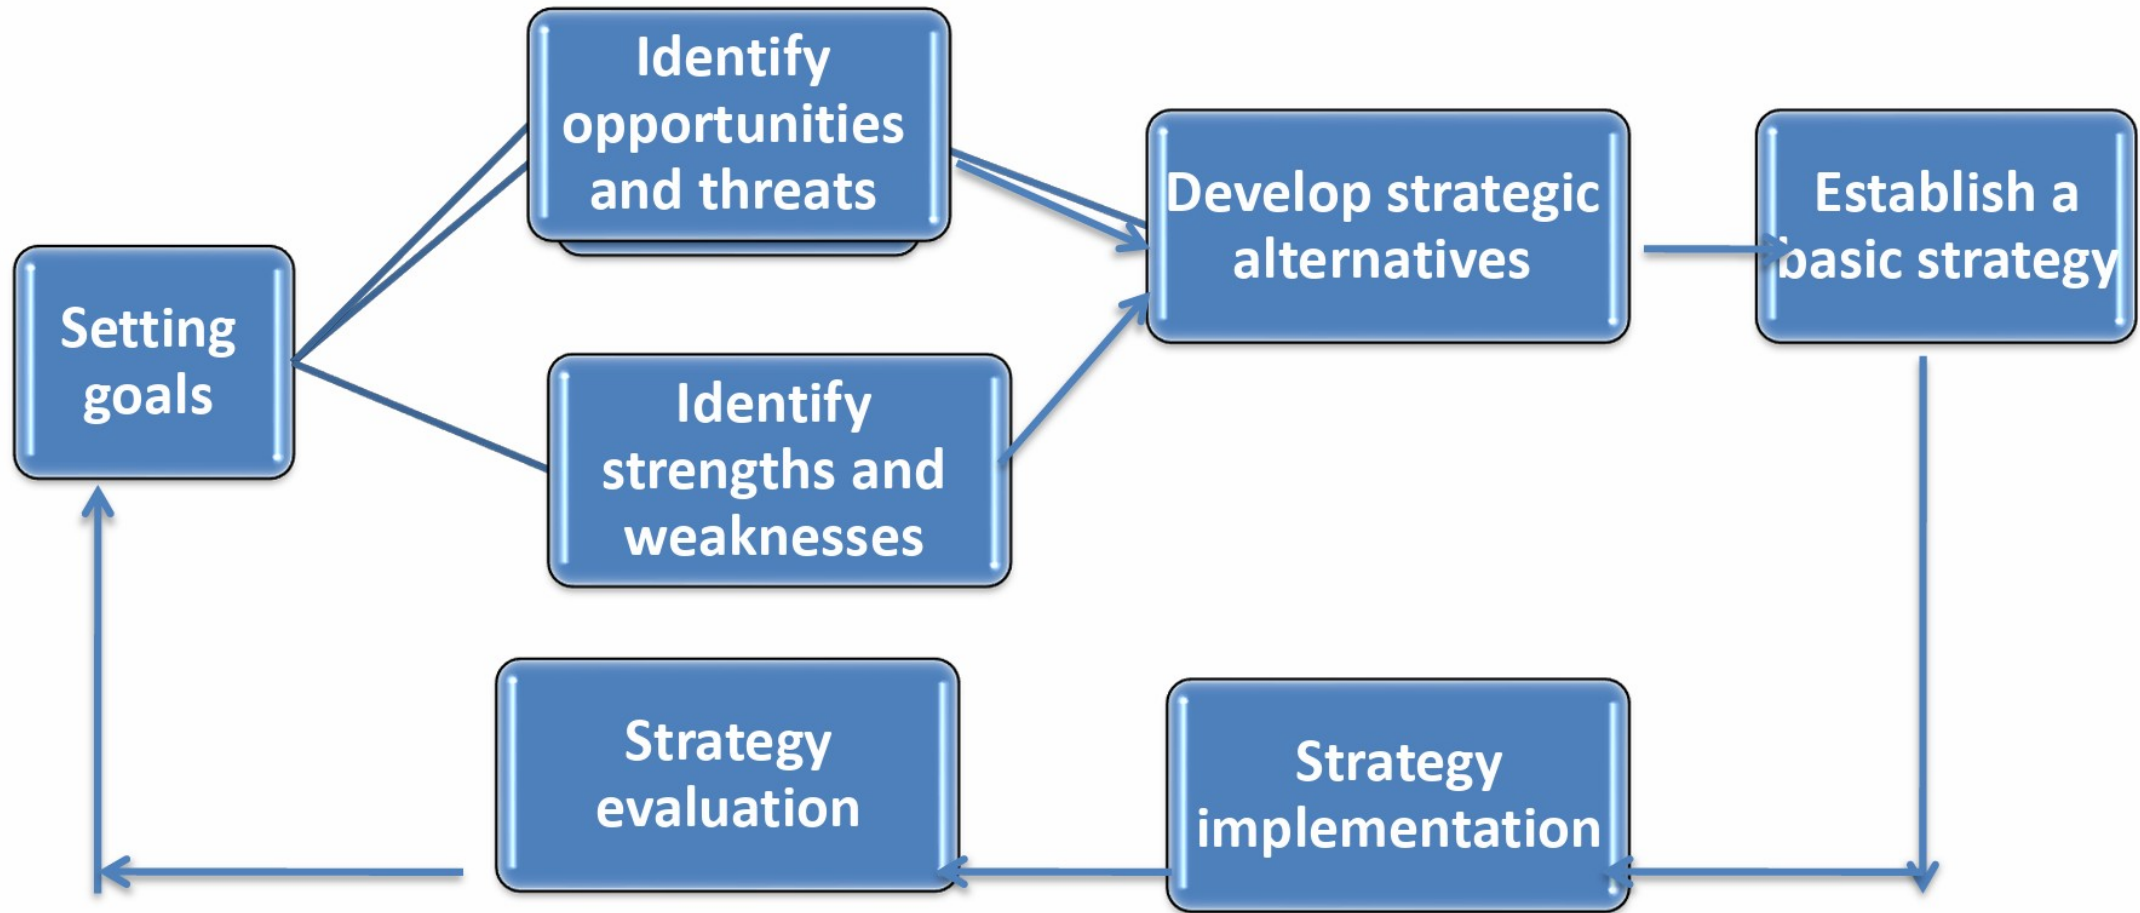 Identify
opportunities
and threats
Develop strategic
alternatives
Establish a
basic strategy
Setting
goals
Identify
strengths and
weaknesses
Strategy
evaluation
Strategy
implementation